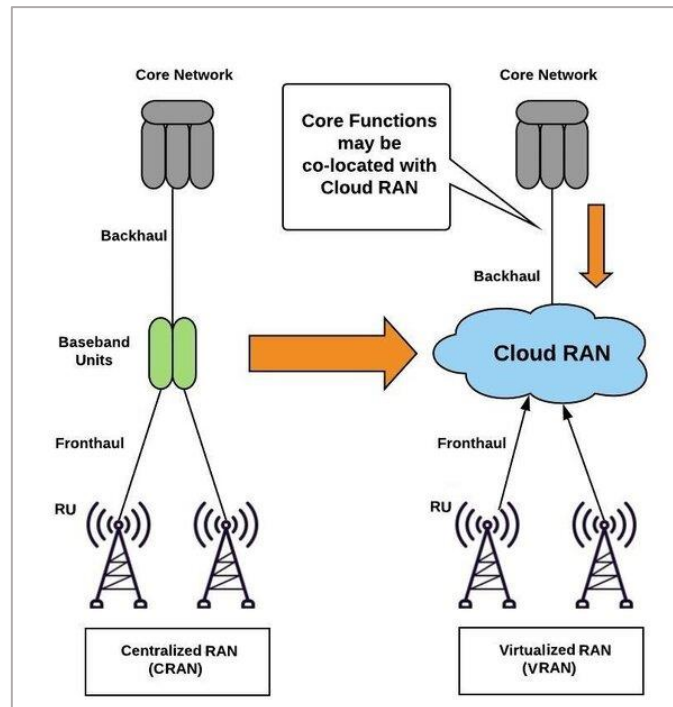 Core Network
Core Network
Core Functions
may be
co-located with
Cloud RAN
Backhaul
Backhaul
Baseband
Units
Cloud RAN
Fronthaul
Fronthaul
RU
RU
Centralized RAN
(CRAN)
Virtualized RAN
(VRAN)